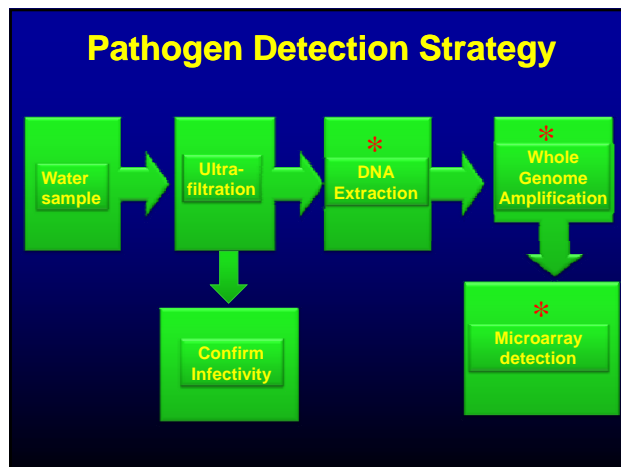 Pathogen Detection Strategy
Water
sample
Ultra-
filtration
*
DNA
Extraction
*
Whole
Genome
Amplification
Confirm
Infectivity
*
Microarray
detection